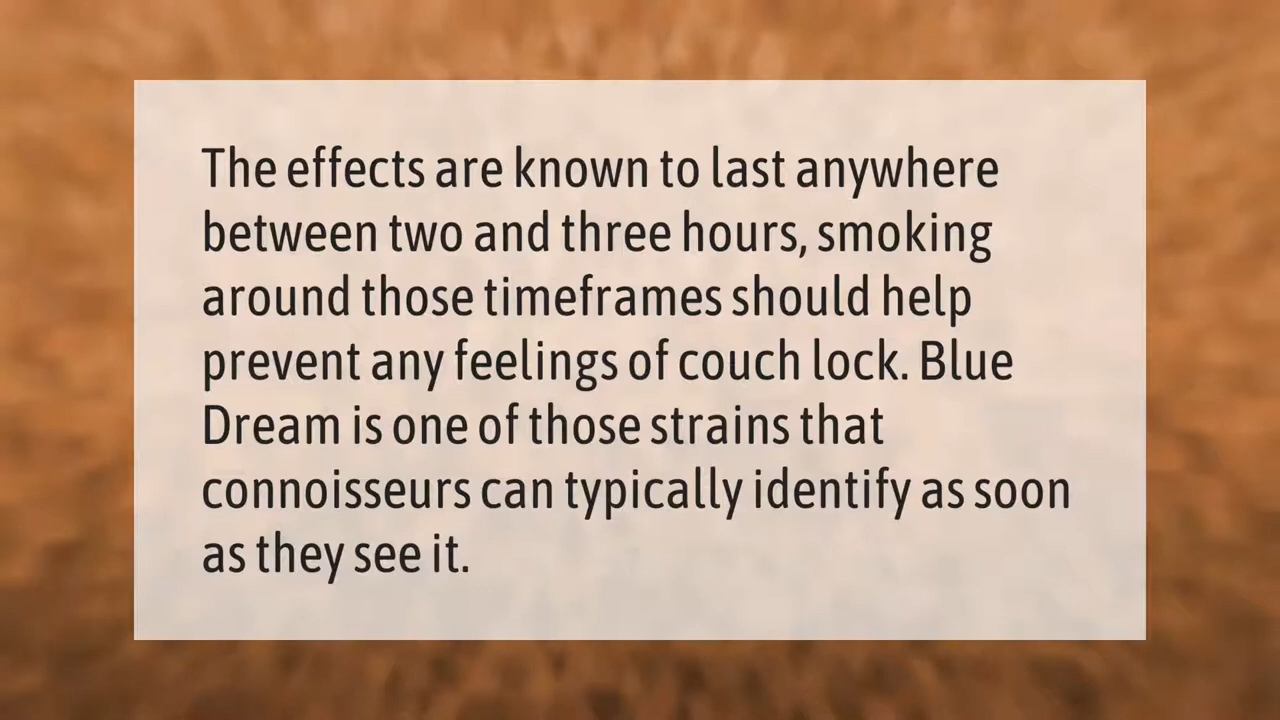 The effects are known to last anywhere
between two and three hours, smoking
around those timeframes should help
prevent any feelings of couch lock. Blue
Dream is one of those strains that
connoisseurs can typically identify as soon
as they see it.